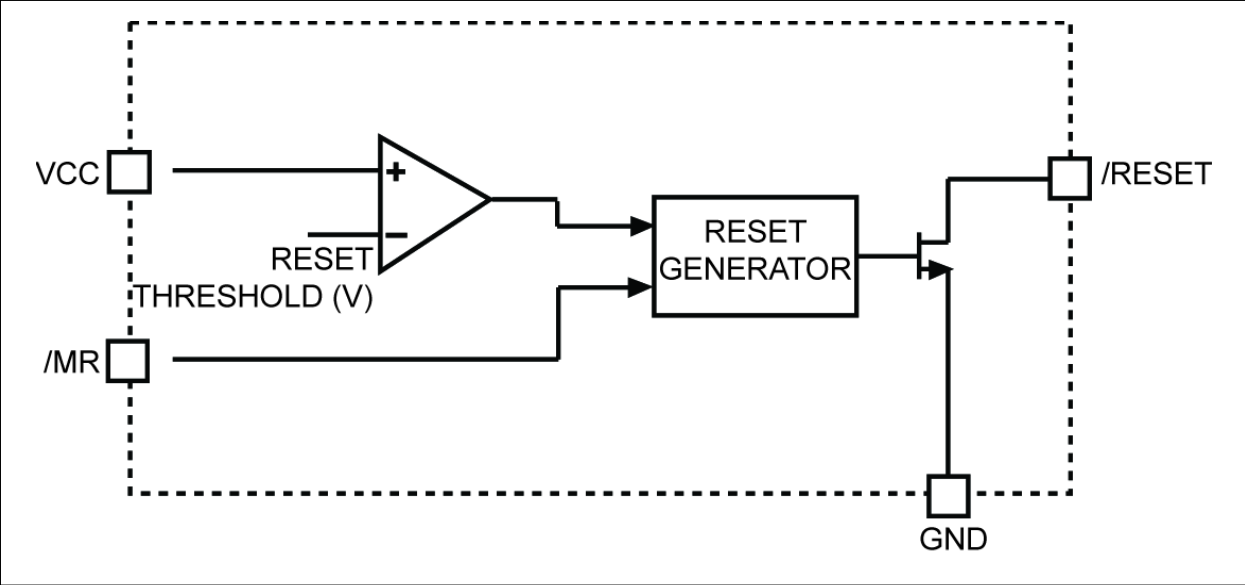 VCC
+
−
RESET
THRESHOLD (V)
/MR
RESET
GENERATOR
/RESET
GND